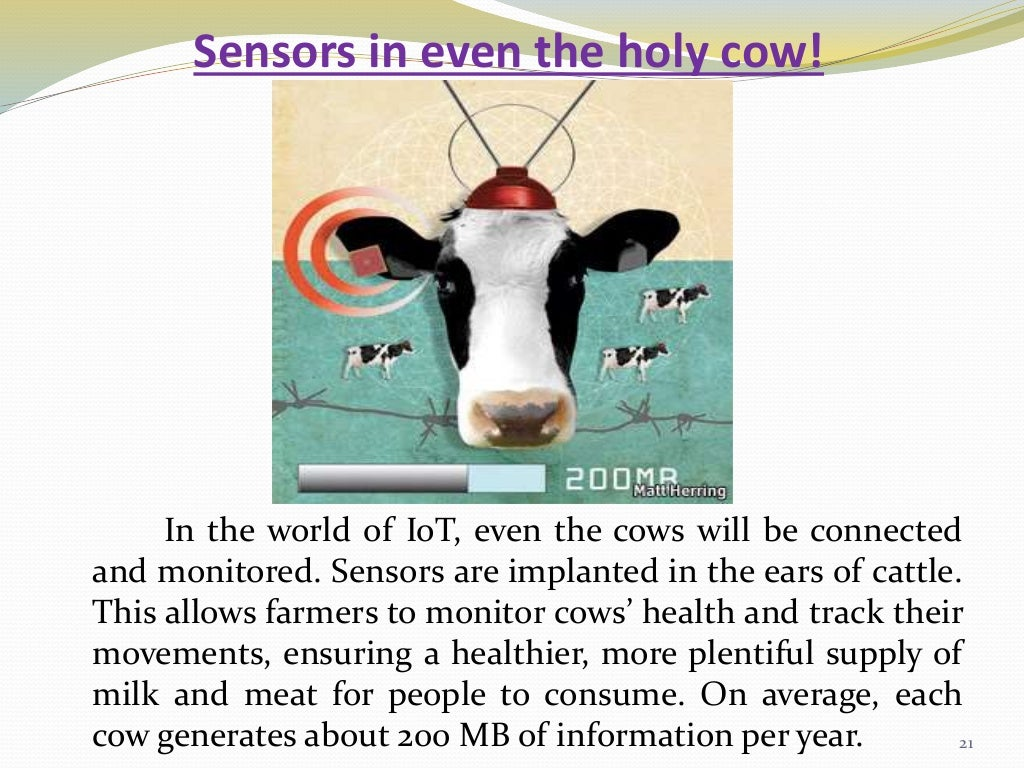 Sensors in even the holy cow!
200MB
Matt Herring
In the world of IoT, even the cows will be connected
and monitored. Sensors are implanted in the ears of cattle.
This allows farmers to monitor cows’ health and track their
movements, ensuring a healthier, more plentiful supply of
milk and meat for people to consume. On average, each
cow generates about 200 MB of information per year.
21